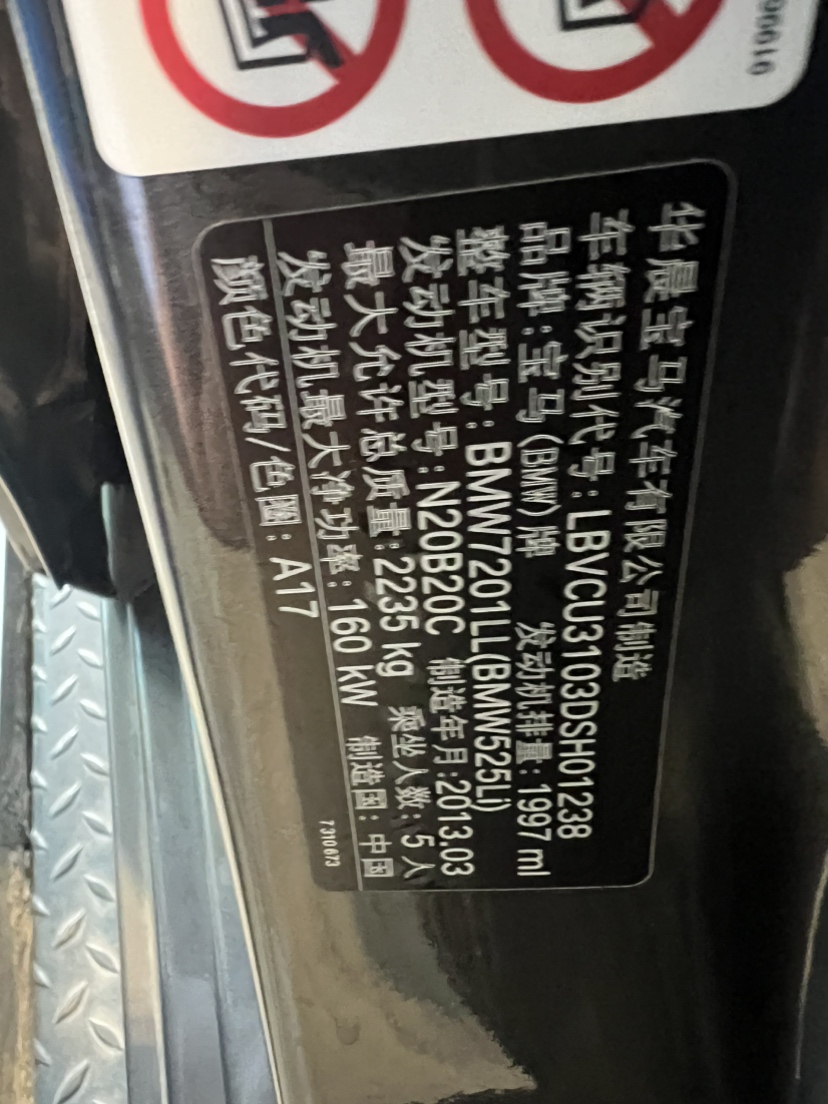 华晨宝马汽车有限公司制造
车辆识别代号：LBVCU3103DSH01238
品牌：宝马(BMW)牌 发动机排量：1997 ml
整车型号：BMW7201LL(BMW525Li)
发动机型号：N20B20C 制造年月：2013.03
最大允许总质量：2235 kg 乘坐人数：5 人
发动机最大净功率：160 kW 制造国：中国
颜色代码/色圈：A17
7310673